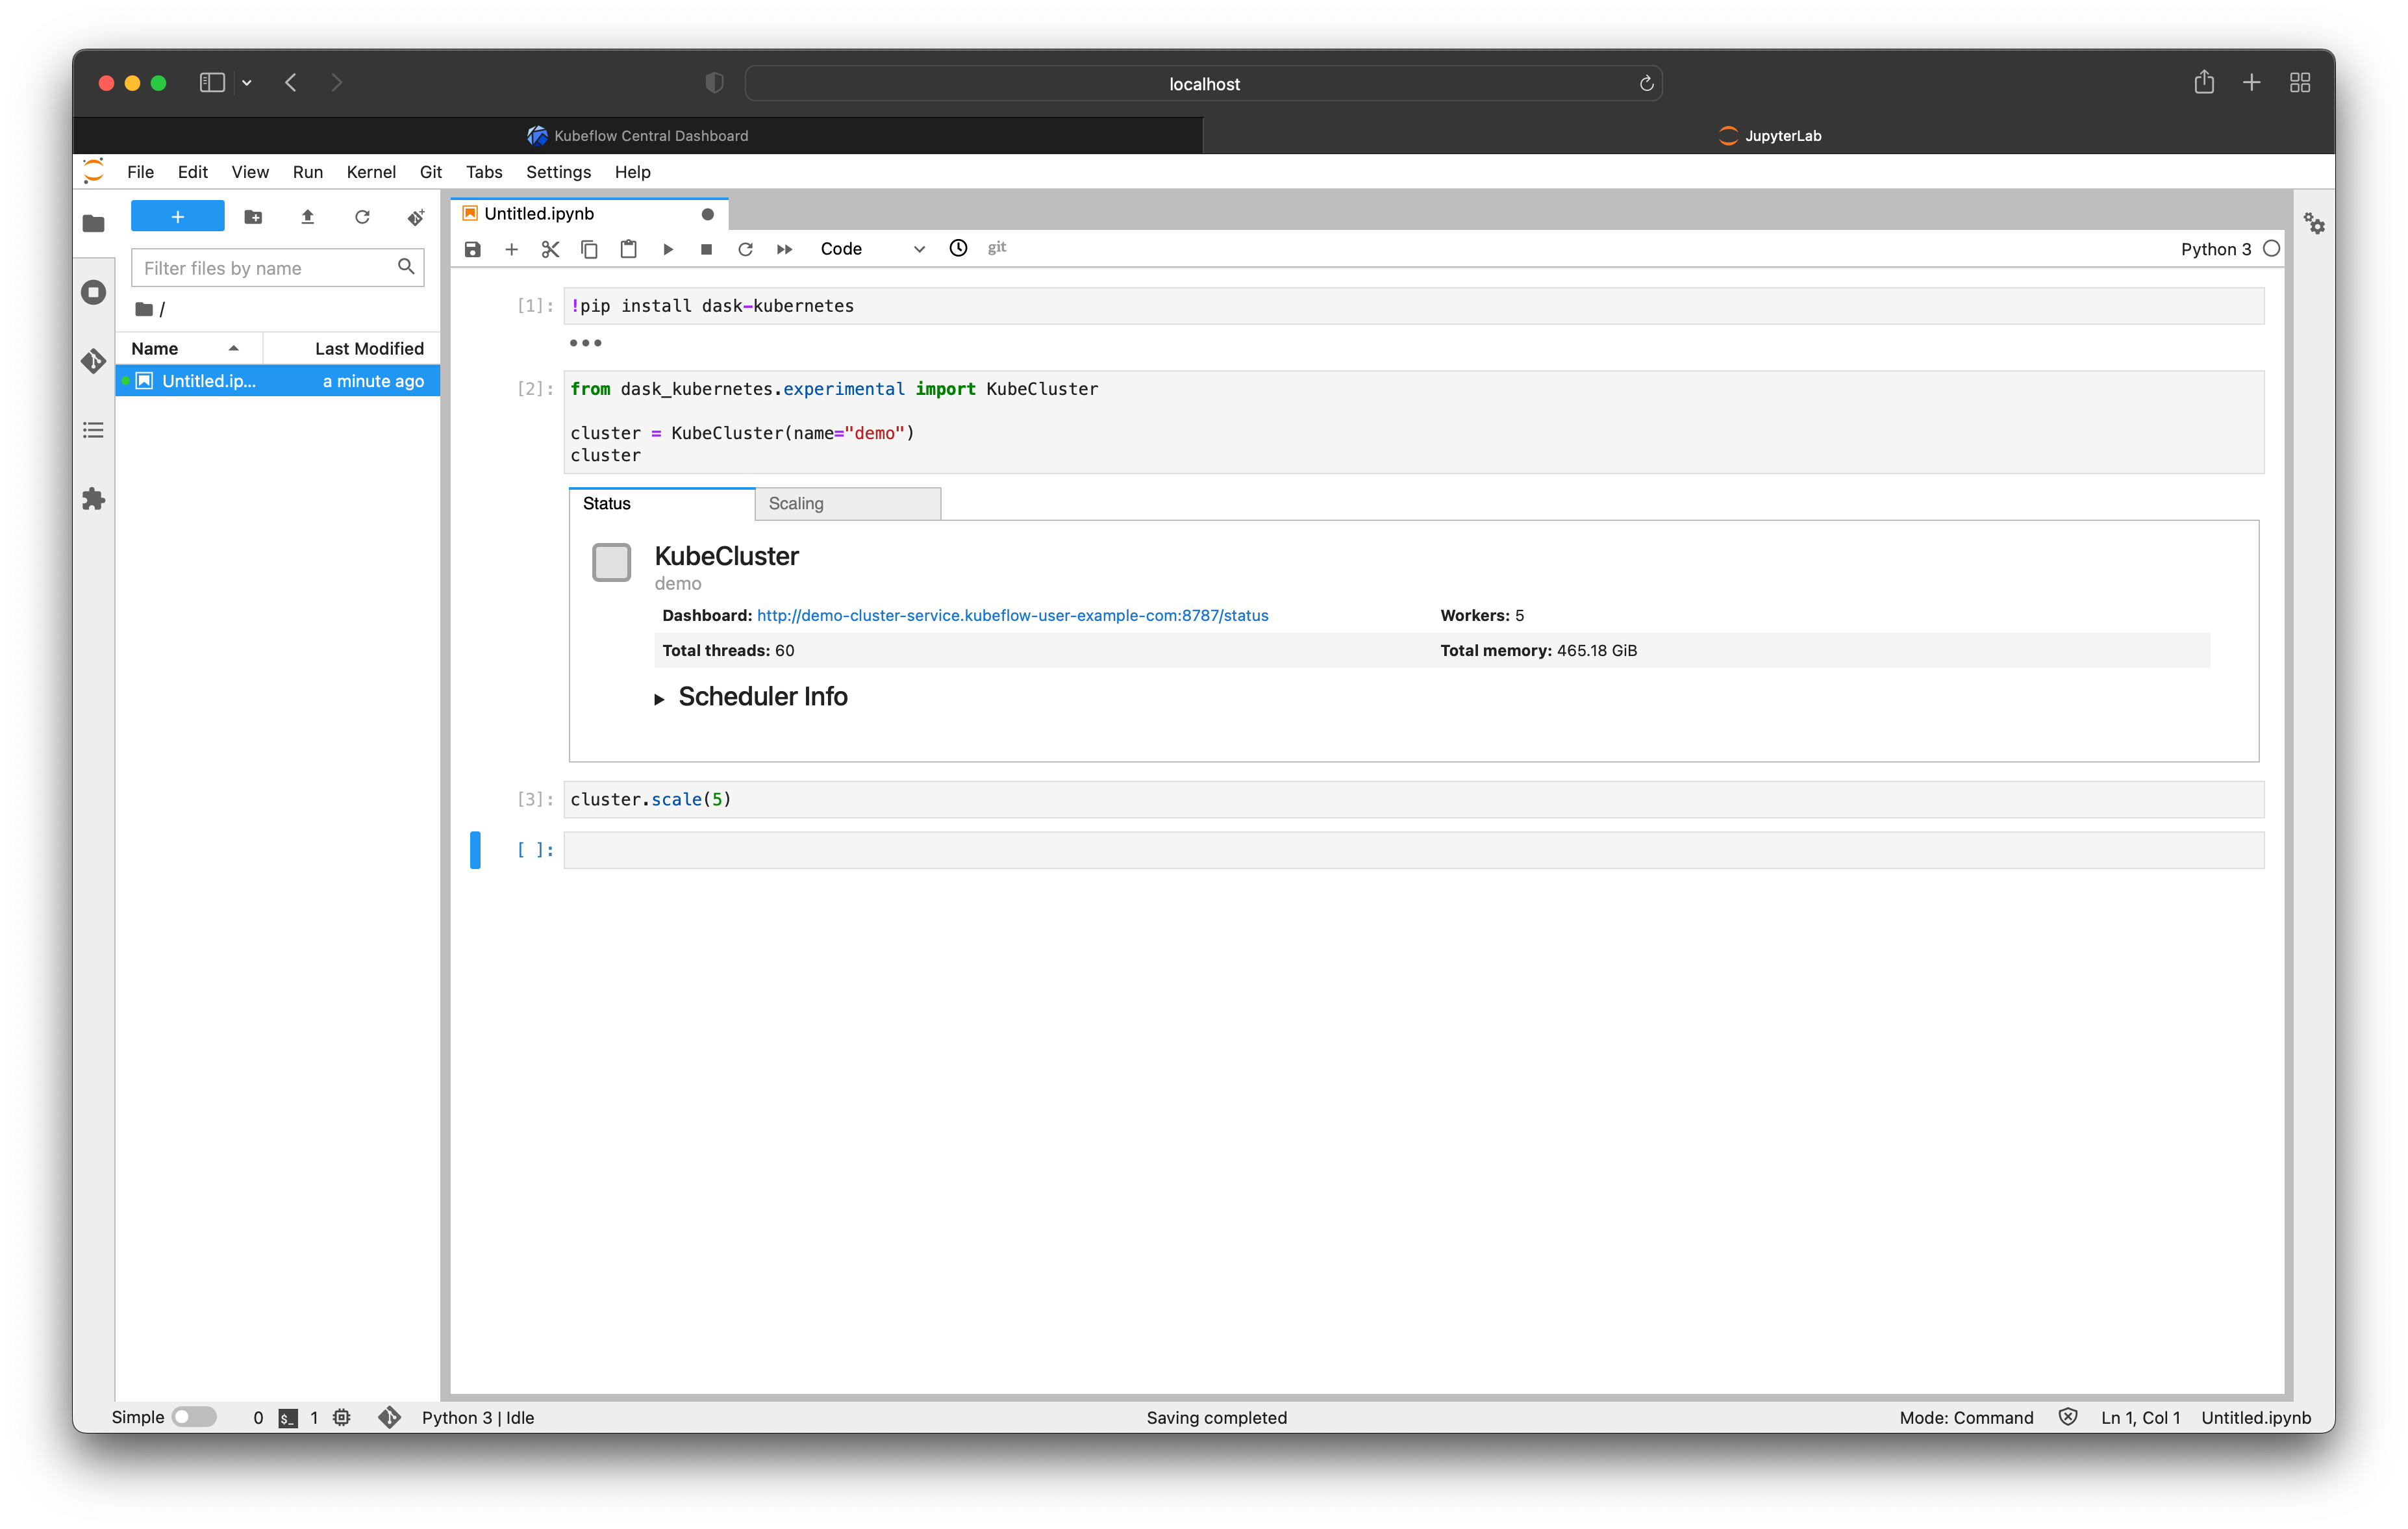 localhost
Kubeflow Central Dashboard
JupyterLab
File Edit View Run Kernel Git Tabs Settings Help
+
Filter files by name
/
Name Last Modified
Untitled.ip... a minute ago
Untitled.ipynb
Code git Python 3
[1]: !pip install dask-kubernetes
•••
[2]: from dask_kubernetes.experimental import KubeCluster
cluster = KubeCluster(name="demo")
cluster
Status Scaling
KubeCluster
demo
Dashboard: http://demo-cluster-service.kubeflow-user-example-com:8787/status Workers: 5
Total threads: 60 Total memory: 465.18 GiB
Scheduler Info
[3]: cluster.scale(5)
[ ]:
Simple 0 $_ 1 Python 3 | Idle Saving completed Mode: Command Ln 1, Col 1 Untitled.ipynb